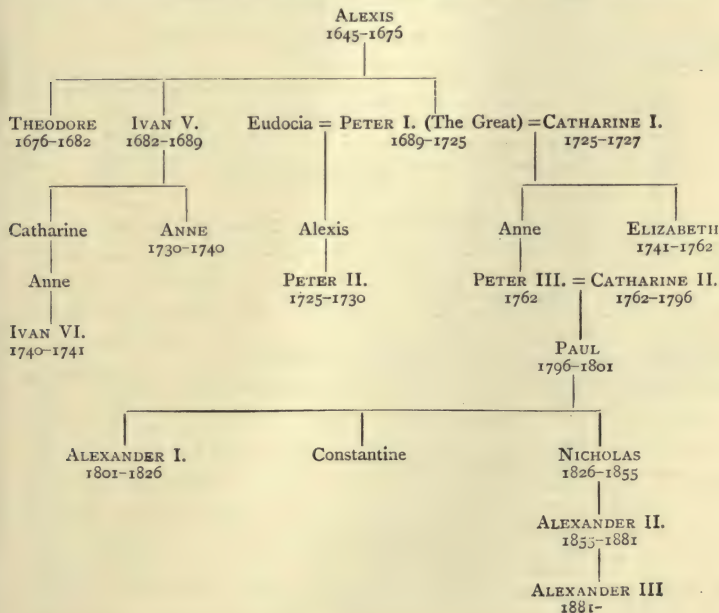 ALEXIS
1645-1676
THEODORE IVAN V. Eudocia = PETER I. (The Great) = CATHARINE I.
1676-1682 1682-1689 1689-1725 1725-1727
Catharine ANNE Alexis Anne ELIZABETH
1730-1740 1741-1762
Anne PETER II. PETER III. = CATHARINE II.
1725-1730 1762 1762-1796
IVAN VI.
1740-1741
PAUL
1796-1801
ALEXANDER I. Constantine NICHOLAS
1801-1826 1826-1855
ALEXANDER II.
1855-1881
ALEXANDER III
1881-